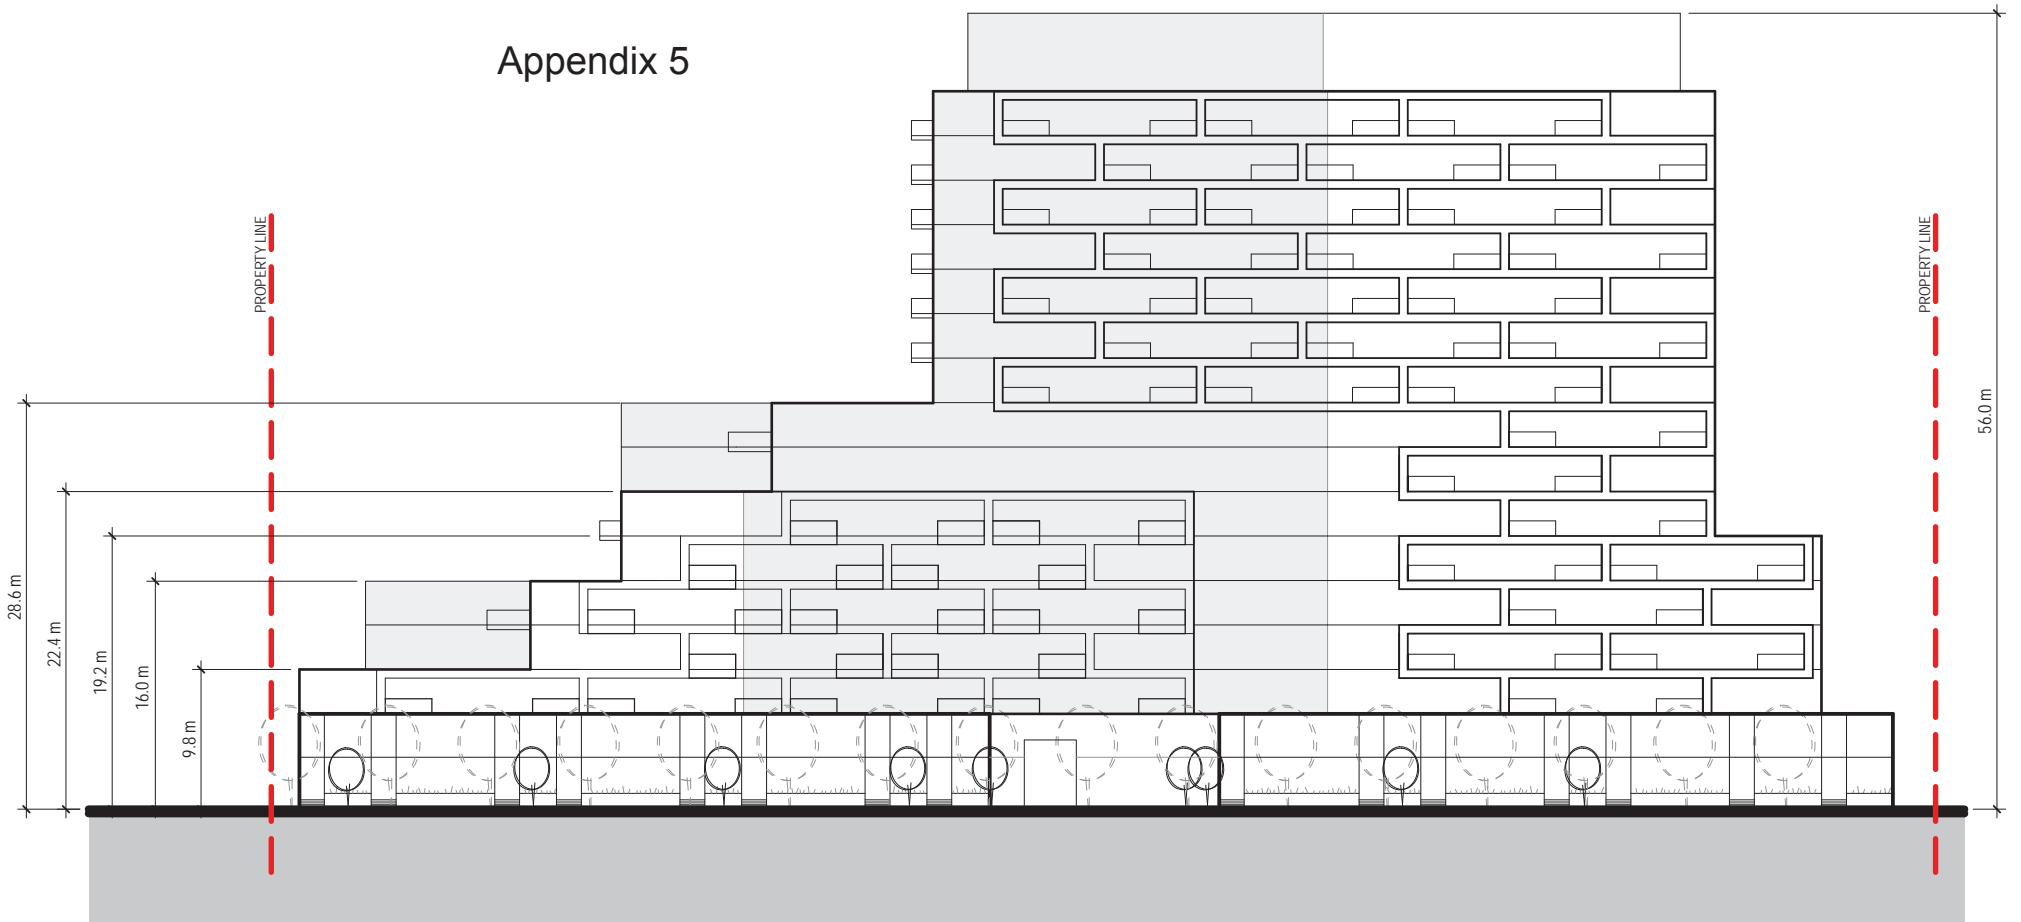 Appendix 5
PROPERTY LINE
PROPERTY LINE
56.0 m
28.6 m
22.4 m
19.2 m
16.0 m
9.8 m